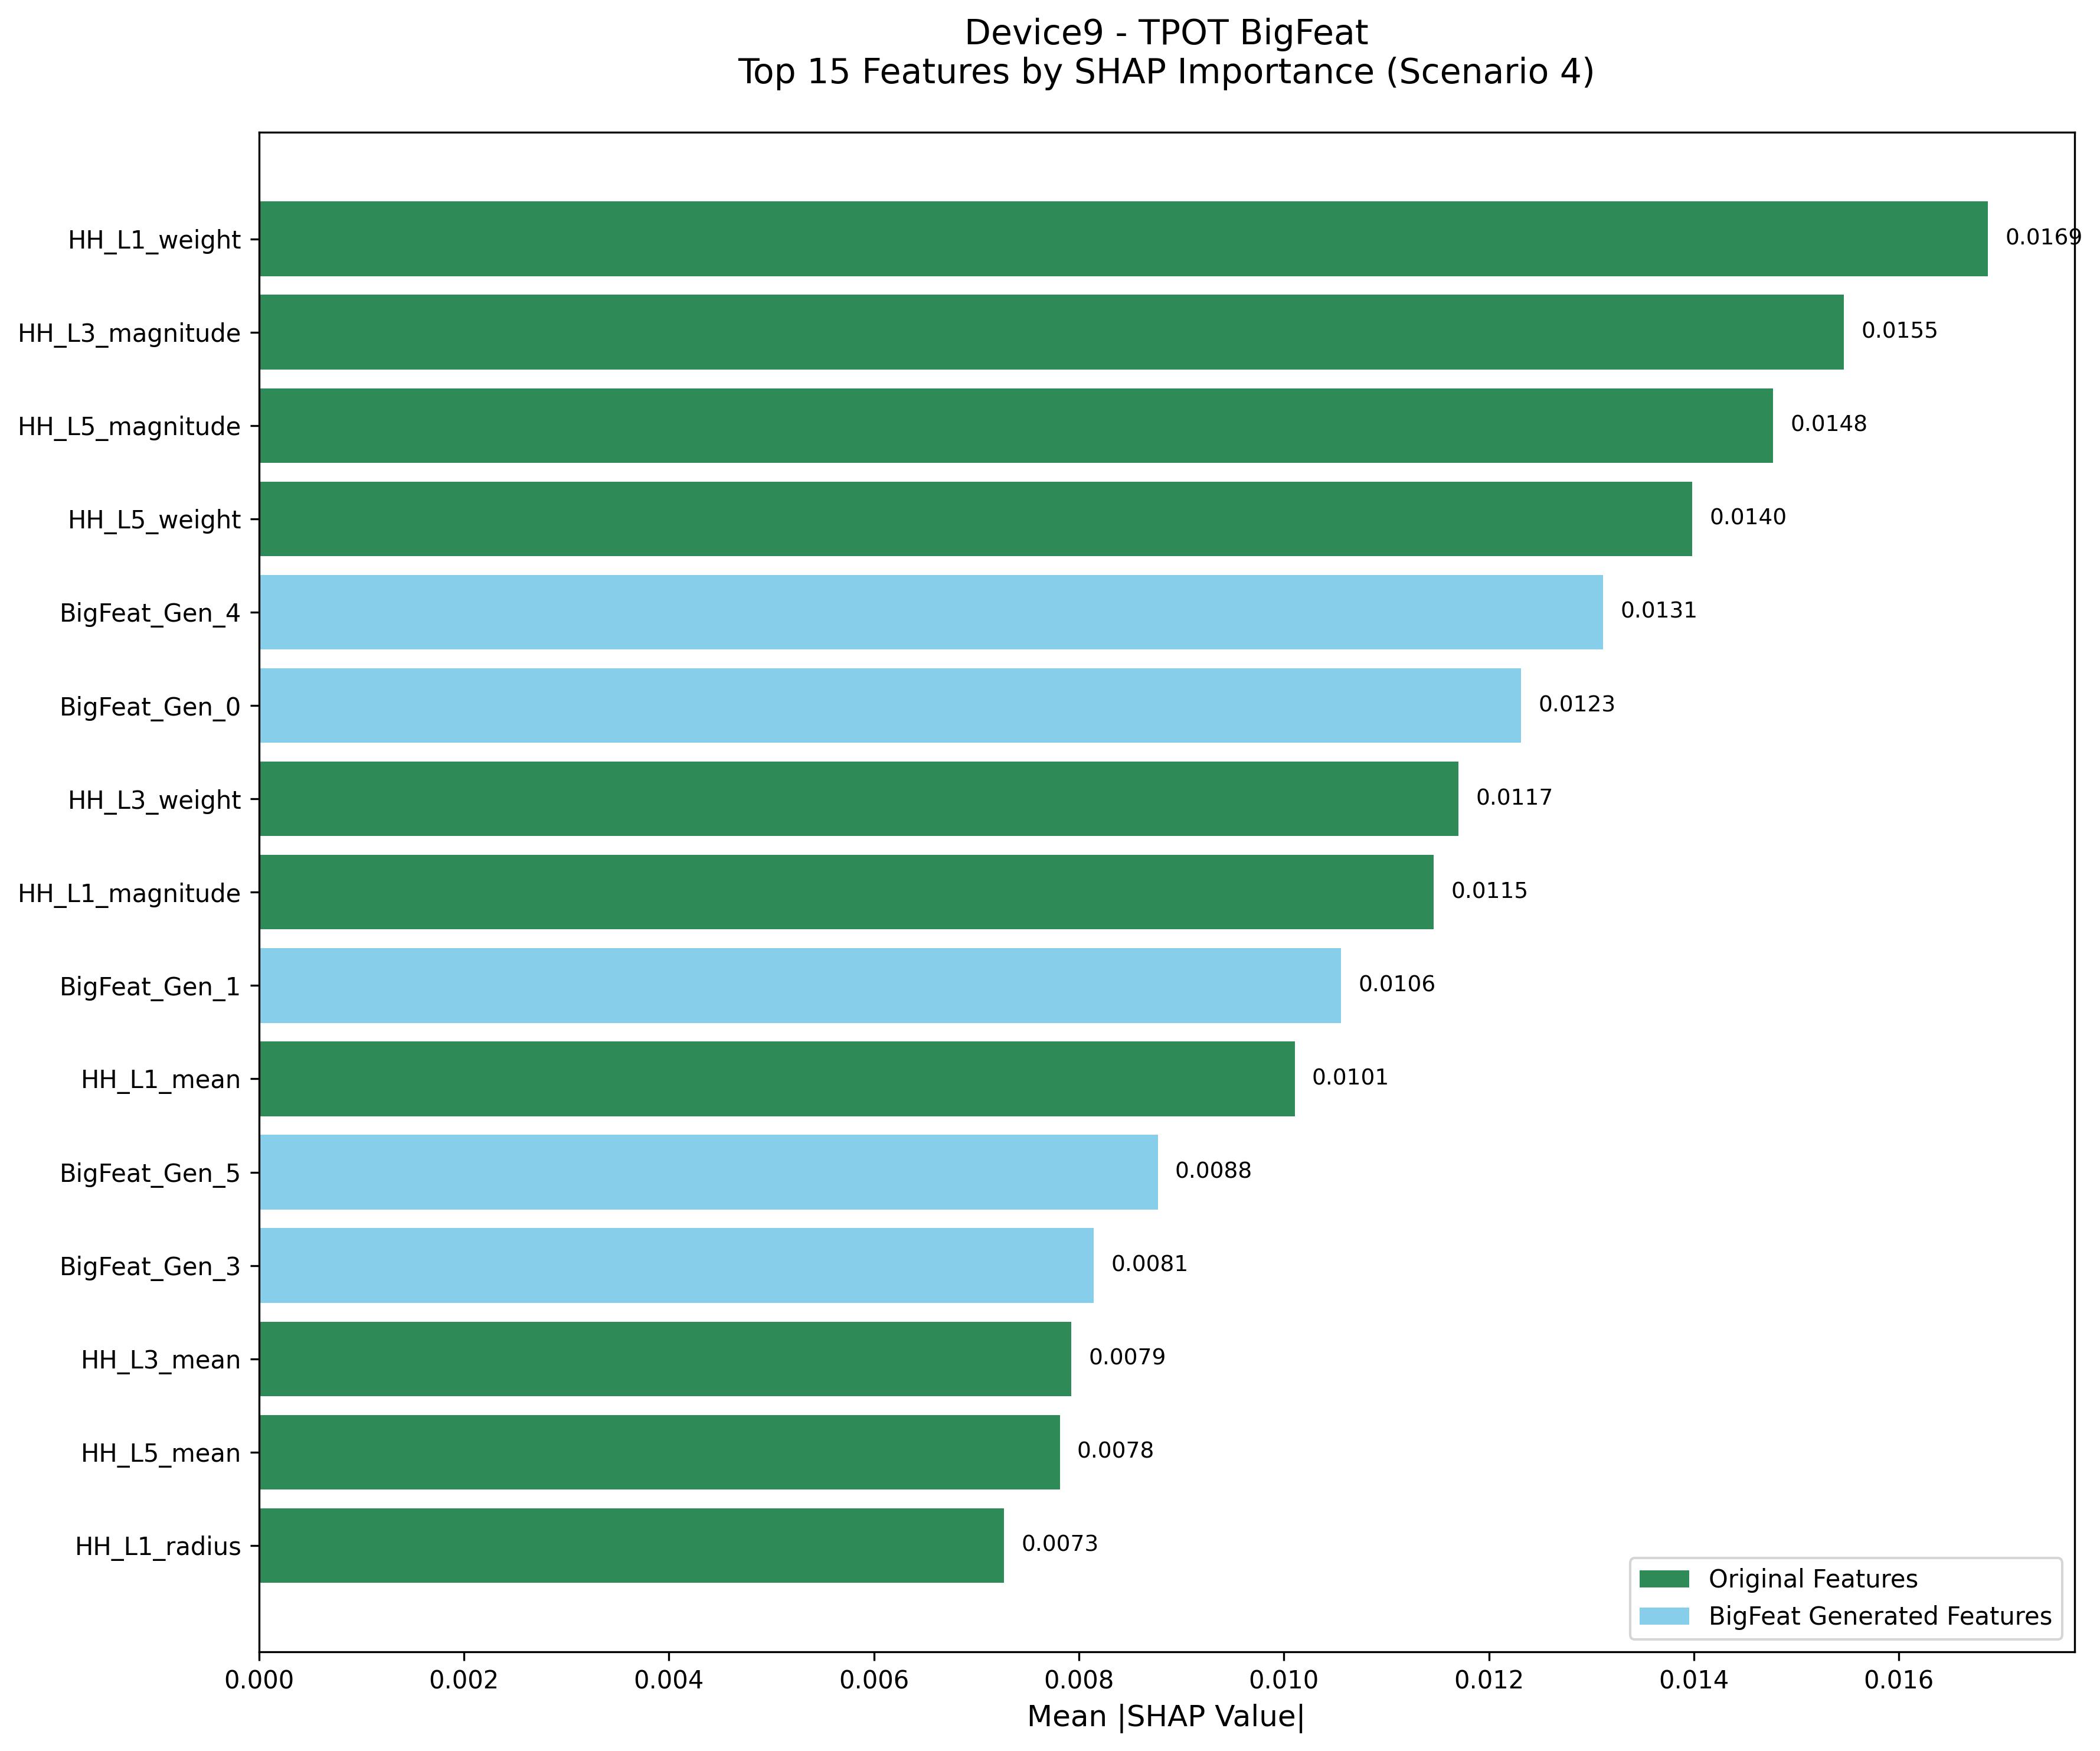 Device9 - TPOT BigFeat
Top 15 Features by SHAP Importance (Scenario 4)
HH_L1_weight 0.0169
HH_L3_magnitude 0.0155
HH_L5_magnitude 0.0148
HH_L5_weight 0.0140
BigFeat_Gen_4 0.0131
BigFeat_Gen_0 0.0123
HH_L3_weight 0.0117
HH_L1_magnitude 0.0115
BigFeat_Gen_1 0.0106
HH_L1_mean 0.0101
BigFeat_Gen_5 0.0088
BigFeat_Gen_3 0.0081
HH_L3_mean 0.0079
HH_L5_mean 0.0078
HH_L1_radius 0.0073
Original Features
BigFeat Generated Features
0.000 0.002 0.004 0.006 0.008 0.010 0.012 0.014 0.016
Mean |SHAP Value|